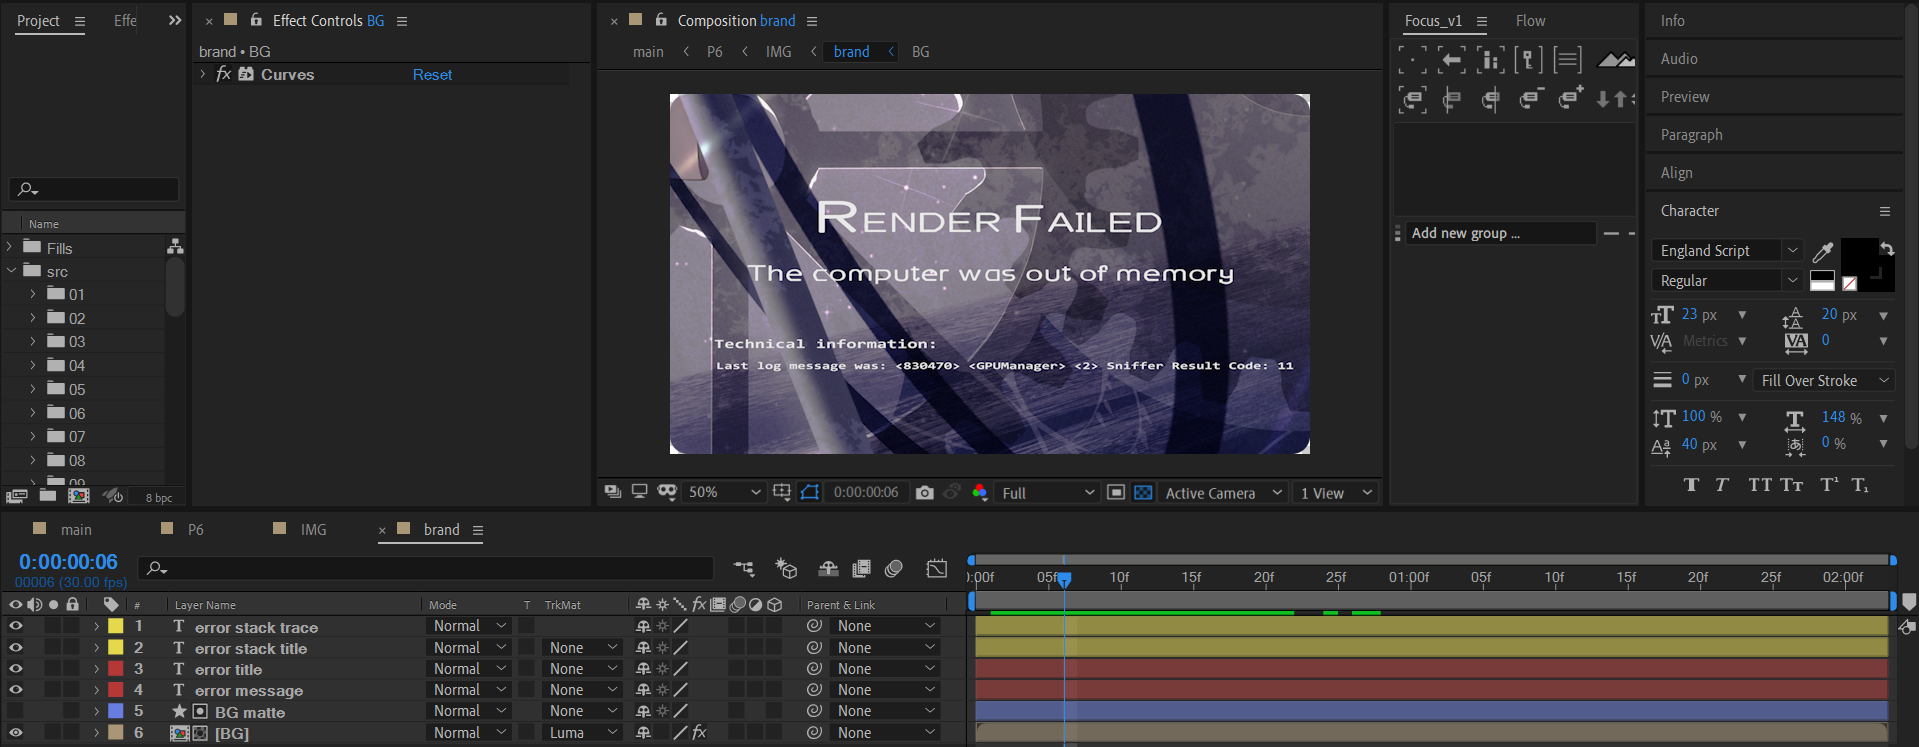 Project
Effe
Effect Controls BG
Composition brand
Focus_v1
Flow
Info
brand • BG
main
P6
IMG
brand
BG
Curves
Reset
Audio
Preview
Paragraph
Align
Character
RENDER FAILED
The computer was out of memory
Technical information:
Last log message was: <830470> <GPUManager> <2> Sniffer Result Code: 11
Name
Fills
src
01
02
03
04
05
06
07
08
09
8 bpc
Add new group ...
England Script
Regular
23 px
20 px
Metrics
0
0 px
Fill Over Stroke
100 %
148 %
40 px
0 %
50%
0:00:00:06
Full
Active Camera
1 View
main
P6
IMG
brand
0:00:00:06
00006 (30.00 fps)
:00f 05f 10f 15f 20f 25f 01:00f 05f 10f 15f 20f 25f 02:00f
# Layer Name Mode T TrkMat Parent & Link
1 T error stack trace Normal None
2 T error stack title Normal None None
3 T error title Normal None None
4 T error message Normal None None
5 BG matte Normal None None
6 [BG] Normal Luma None